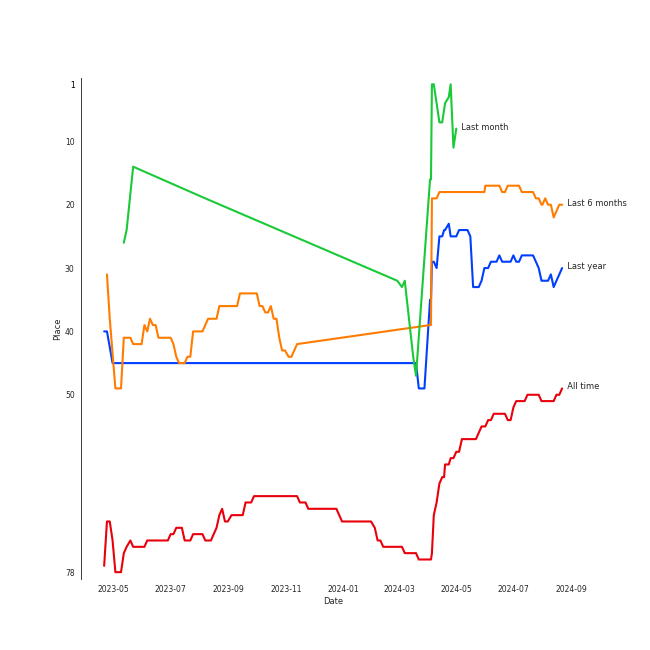 1
10
Last month
20
Last 6 months
30
Last year
Place
40
50
All time
78
2023-05
2023-07
2023-09
2023-11
2024-01
2024-03
2024-05
2024-07
2024-09
Date